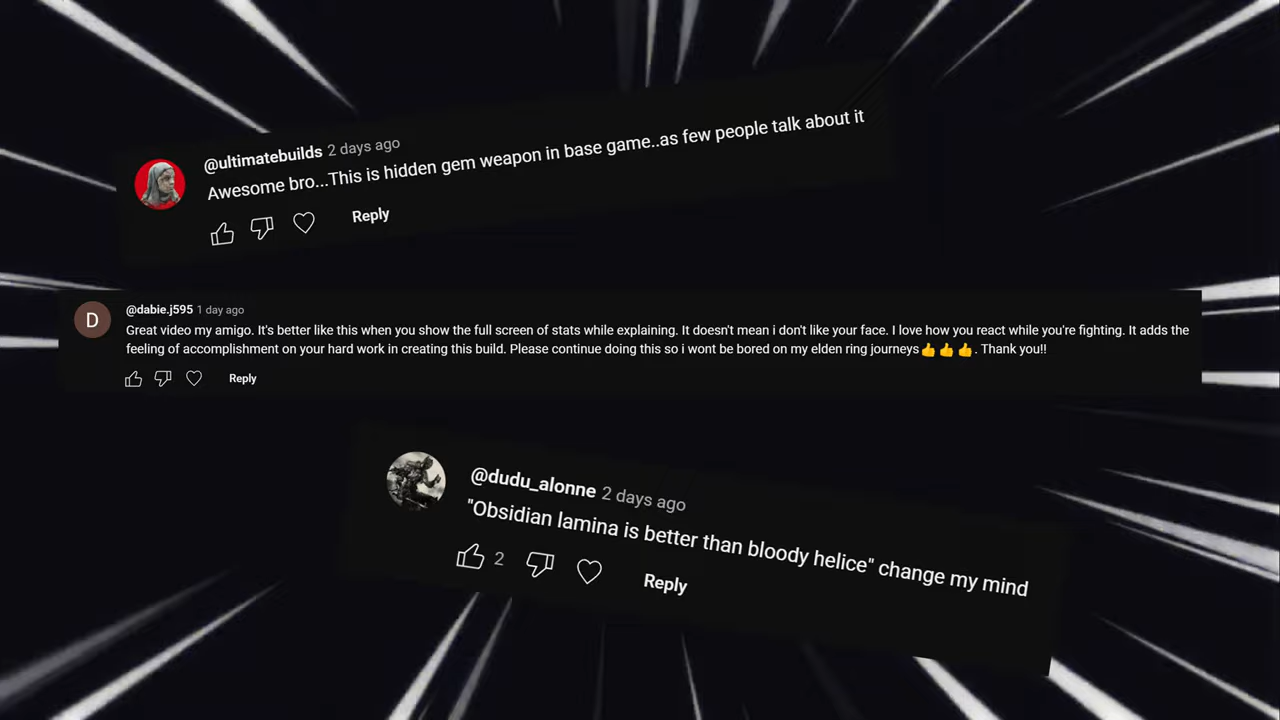 @ultimatebuilds 2 days ago
Awesome bro...This is hidden gem weapon in base game..as few people talk about it
Reply
D
@dabie.j595 1 day ago
Great video my amigo. It's better like this when you show the full screen of stats while explaining. It doesn't mean i don't like your face. I love how you react while you're fighting. It adds the
feeling of accomplishment on your hard work in creating this build. Please continue doing this so i wont be bored on my elden ring journeys👍👍👍. Thank you!!
Reply
@dudu_alonne 2 days ago
"Obsidian lamina is better than bloody helice" change my mind
2
Reply